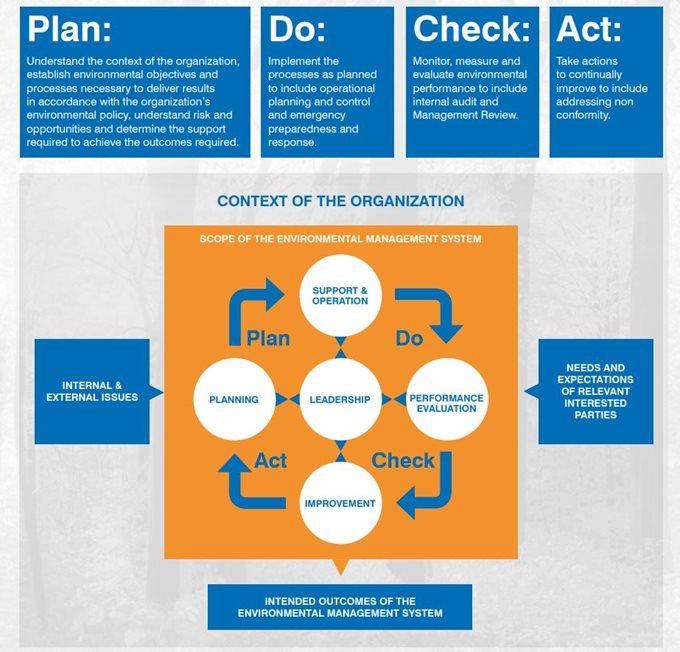 Plan:
Understand the context of the organization,
establish environmental objectives and
processes necessary to deliver results
in accordance with the organization's
environmental policy, understand risk and
opportunities and determine the support
required to achieve the outcomes required.
Do:
Implement the
processes as planned
to include operational
planning and control
and emergency
preparedness and
response.
Check:
Monitor, measure and
evaluate environmental
performance to include
internal audit and
Management Review.
Act:
Take actions
to continually
improve to include
addressing non
conformity.
CONTEXT OF THE ORGANIZATION
SCOPE OF THE ENVIRONMENTAL MANAGEMENT SYSTEM
SUPPORT &
OPERATION
Plan
Do
INTERNAL &
EXTERNAL ISSUES
PLANNING
LEADERSHIP
PERFORMANCE
EVALUATION
NEEDS AND
EXPECTATIONS
OF RELEVANT
INTERESTED
PARTIES
Act
Check
IMPROVEMENT
INTENDED OUTCOMES OF THE
ENVIRONMENTAL MANAGEMENT SYSTEM